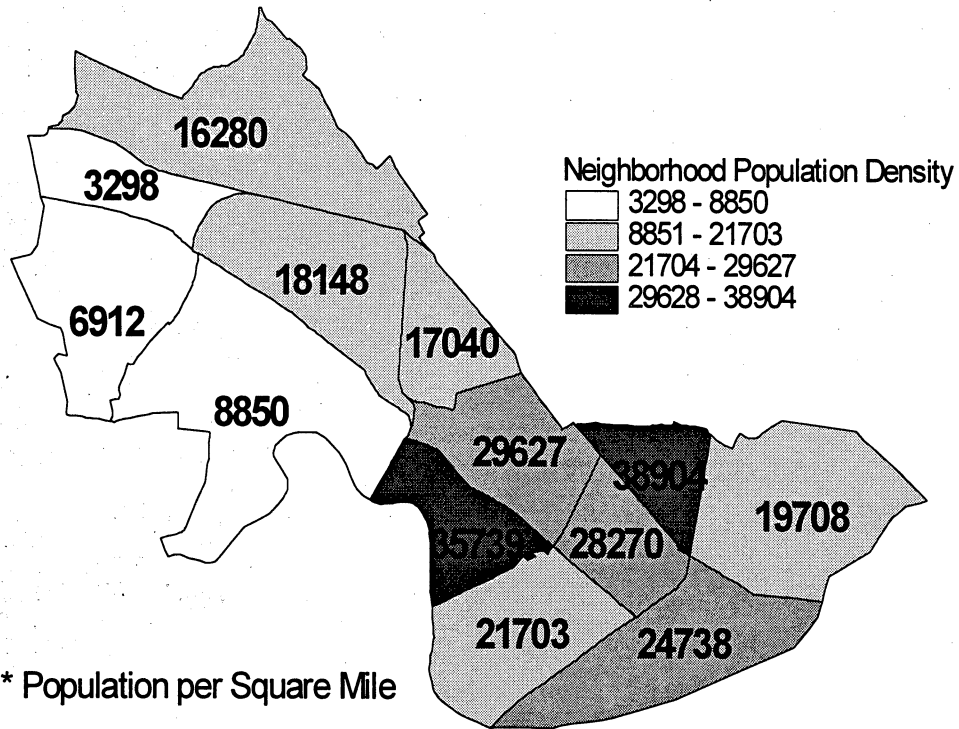 16280
3298
Neighborhood Population Density
3298 - 8850
8851 - 21703
21704 - 29627
29628 - 38904
18148
6912
17040
8850
29627
38904
19708
35739
28270
21703
24738
* Population per Square Mile